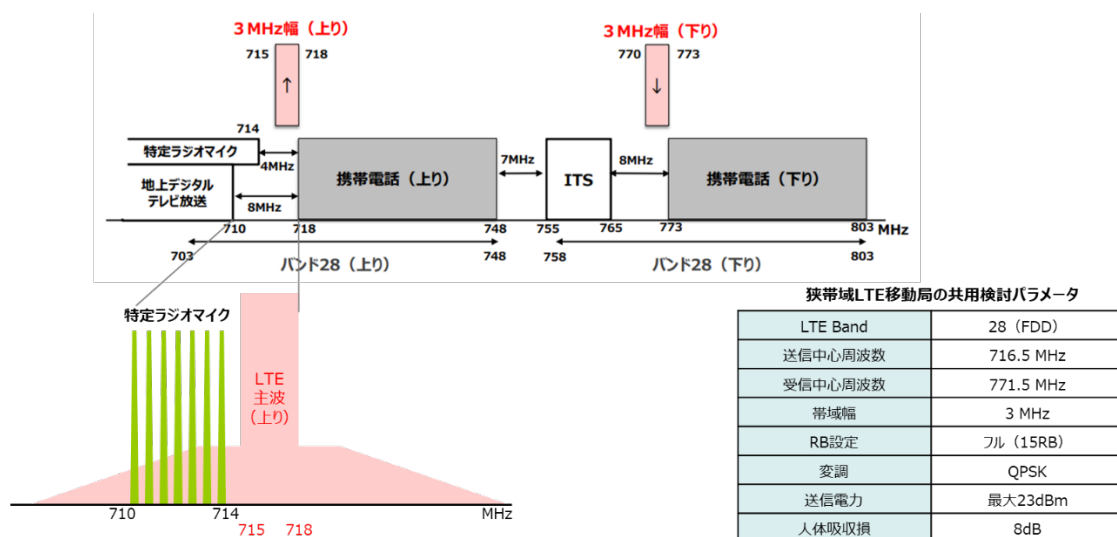 3MHz幅（上り）
3MHz幅（下り）
715 718
770 773
↑
↓
714
特定ラジオマイク
4MHz
地上デジタル
テレビ放送
8MHz
携帯電話（上り）
7MHz
ITS
8MHz
携帯電話（下り）
710 718 748 755 765 773 803 MHz
703 748 758 803
バンド28（上り）
バンド28（下り）
特定ラジオマイク
LTE
主波
（上り）
710 714 MHz
715 718
狭帯域LTE移動局の共用検討パラメータ
LTE Band 28（FDD）
送信中心周波数 716.5 MHz
受信中心周波数 771.5 MHz
帯域幅 3 MHz
RB設定 フル（15RB）
変調 QPSK
送信電力 最大23dBm
人体吸収損 8dB